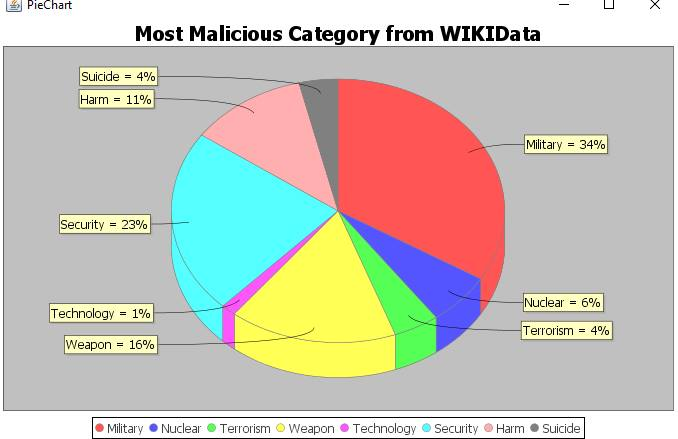 PieChart
Most Malicious Category from WIKIData
Suicide = 4%
Harm = 11%
Military = 34%
Security = 23%
Nuclear = 6%
Technology = 1%
Terrorism = 4%
Weapon = 16%
Military Nuclear Terrorism Weapon Technology Security Harm Suicide